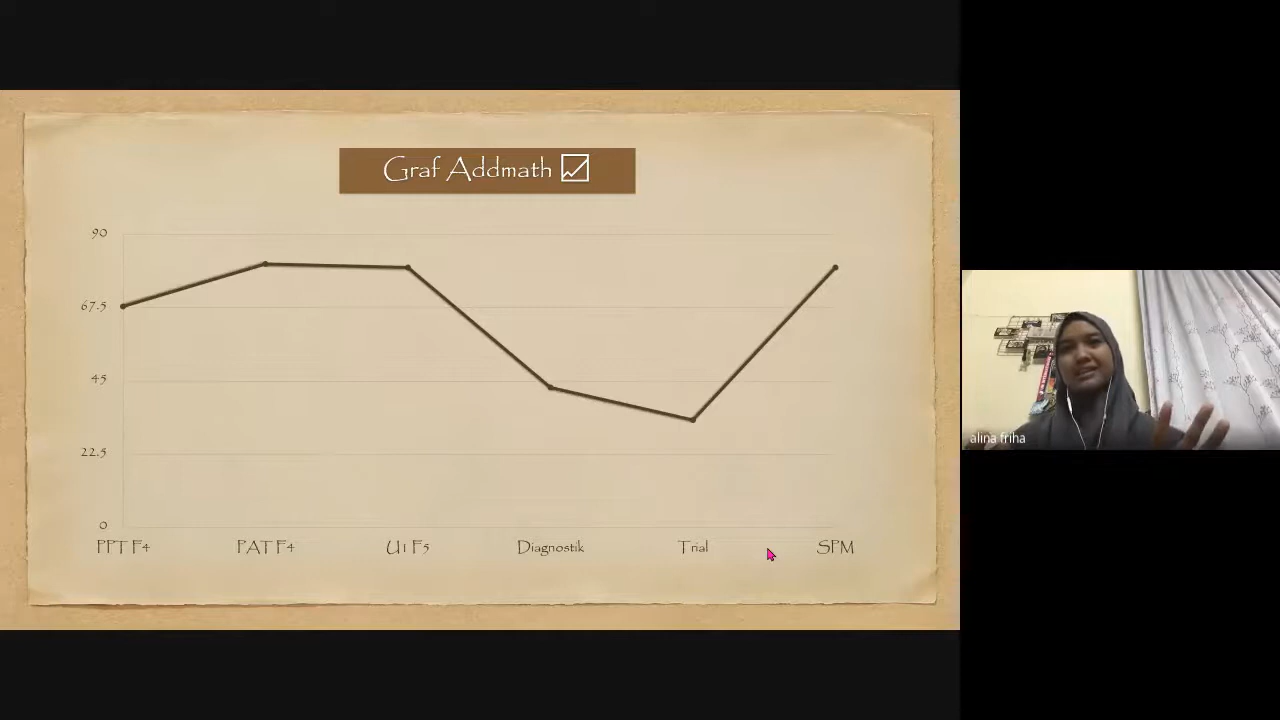 Graf Addmath
90
67.5
45
22.5
0
PPT F4
PAT F4
U1 F5
Diagnostik
Trial
SPM
alina friha